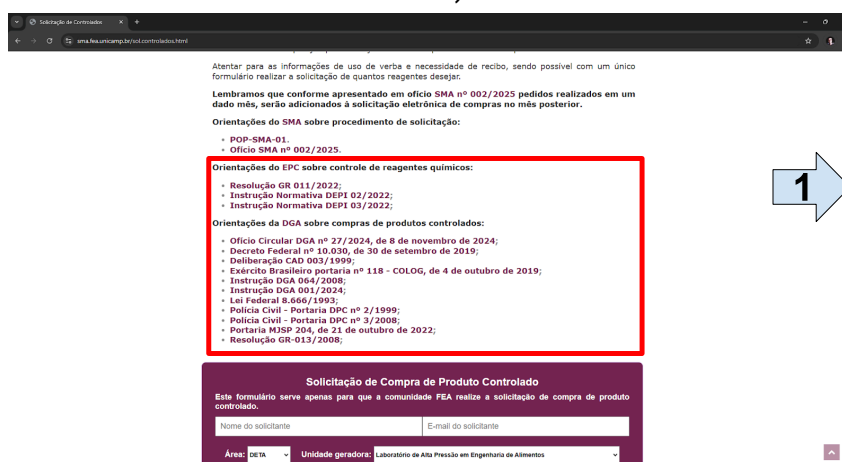 Solicitação de Controlados
sma.fea.unicamp.br/sol.controlados.html
Atentar para as informações de uso de verba e necessidade de recibo, sendo possível com um único
formulário realizar a solicitação de quantos reagentes desejar.
Lembramos que conforme apresentado em ofício SMA nº 002/2025 pedidos realizados em um
dado mês, serão adicionados à solicitação eletrônica de compras no mês posterior.
Orientações do SMA sobre procedimento de solicitação:
• POP-SMA-01.
• Ofício SMA nº 002/2025.
Orientações do EPC sobre controle de reagentes químicos:
• Resolução GR 011/2022;
• Instrução Normativa DEPI 02/2022;
• Instrução Normativa DEPI 03/2022;
Orientações da DGA sobre compras de produtos controlados:
• Ofício Circular DGA nº 27/2024, de 8 de novembro de 2024;
• Decreto Federal nº 10.030, de 30 de setembro de 2019;
• Deliberação CAD 003/1999;
• Exército Brasileiro portaria nº 118 - COLOG, de 4 de outubro de 2019;
• Instrução DGA 064/2008;
• Instrução DGA 001/2024;
• Lei Federal 8.666/1993;
• Polícia Civil - Portaria DPC nº 2/1999;
• Polícia Civil - Portaria DPC nº 3/2008;
• Portaria MJSP 204, de 21 de outubro de 2022;
• Resolução GR-013/2008;
1
Solicitação de Compra de Produto Controlado
Este formulário serve apenas para que a comunidade FEA realize a solicitação de compra de produto
controlado.
Nome do solicitante E-mail do solicitante
Área: DETA Unidade geradora: Laboratório de Alta Pressão em Engenharia de Alimentos